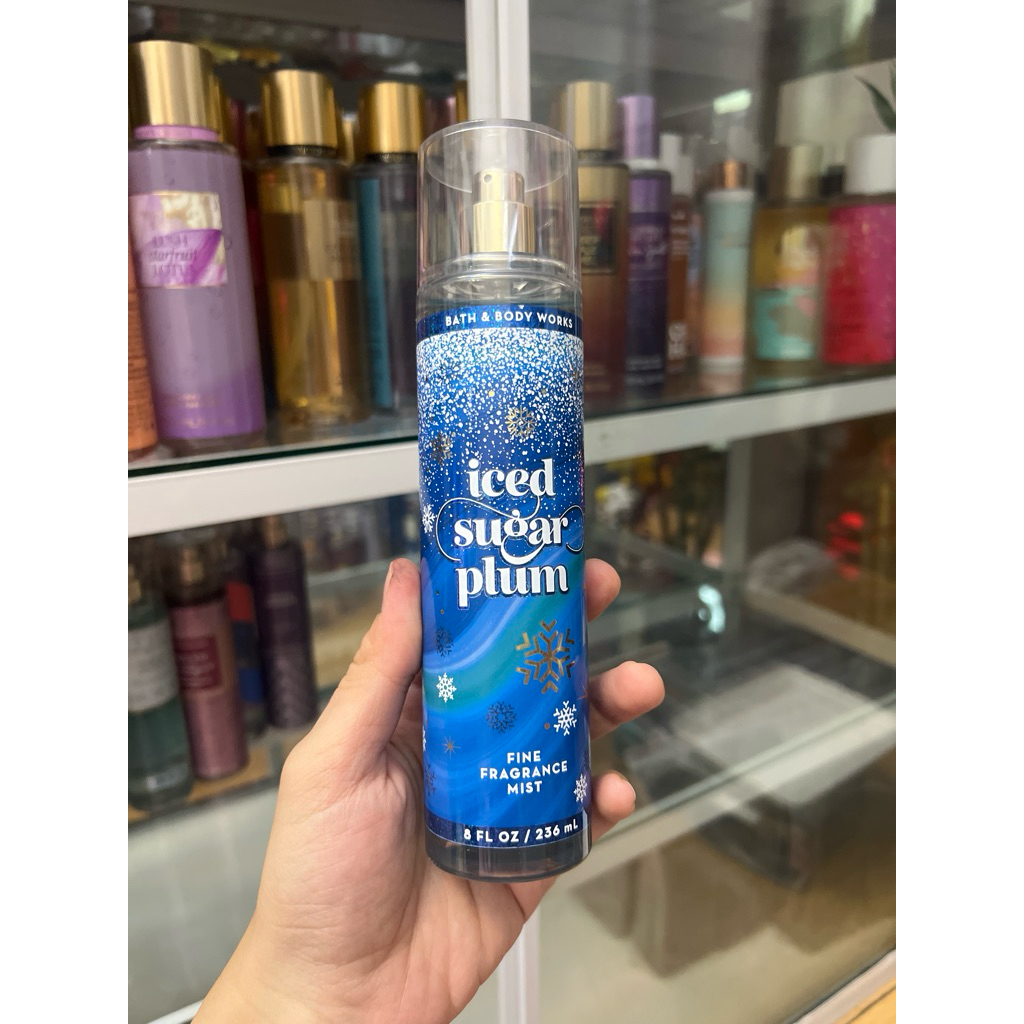 BATH & BODY WORKS
iced
sugar
plum
FINE
FRAGRANCE
MIST
8 FL OZ / 236 mL